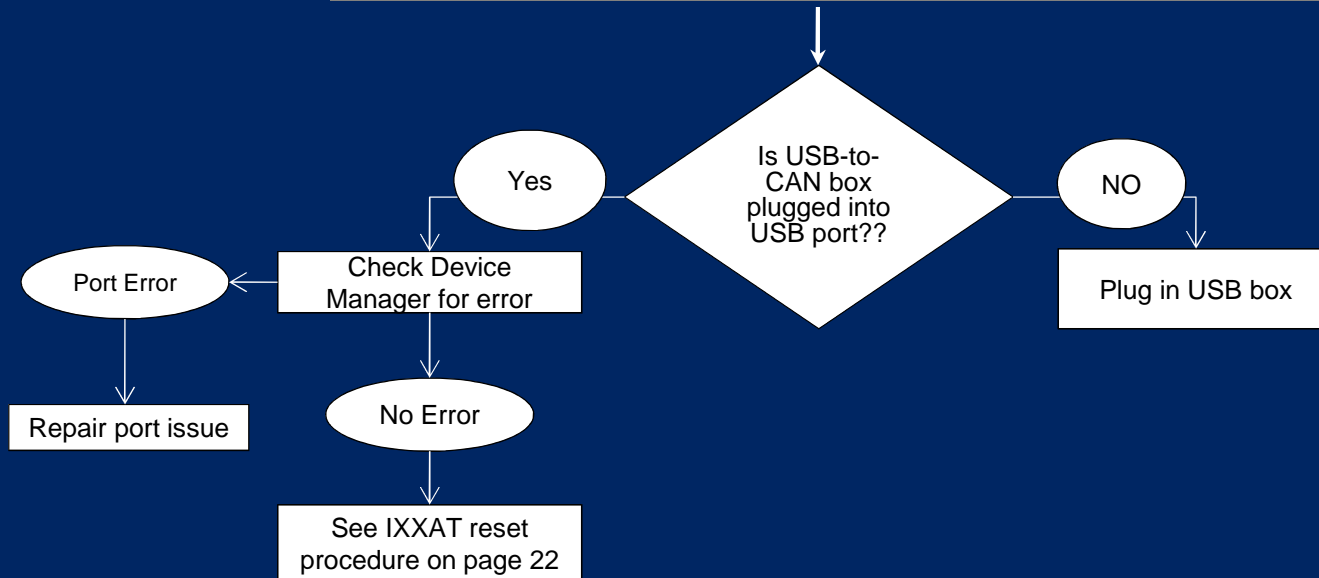 Is USB-to-
CAN box
plugged into
USB port??
Yes
NO
Check Device
Manager for error
Port Error
Plug in USB box
No Error
Repair port issue
See IXXAT reset
procedure on page 22